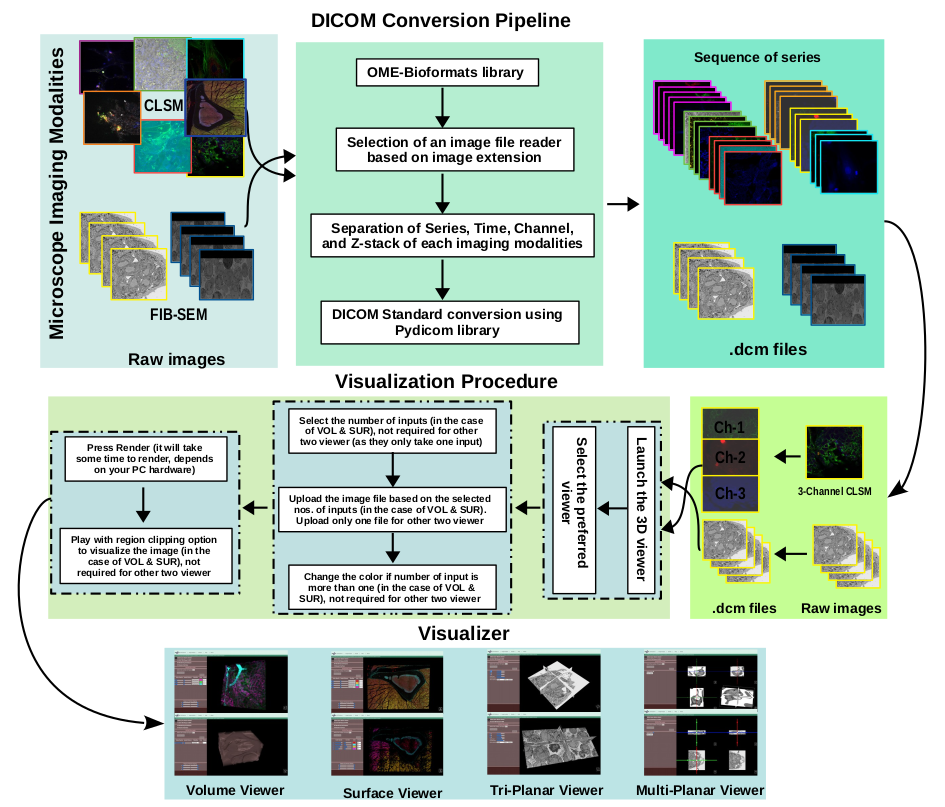 DICOM Conversion Pipeline
Microscope Imaging Modalities
CLSM
FIB-SEM
Raw images
OME-Bioformats library
Selection of an image file reader
based on image extension
Separation of Series, Time, Channel,
and Z-stack of each imaging modalities
DICOM Standard conversion using
Pydicom library
Sequence of series
.dcm files
Visualization Procedure
Ch-1
Ch-2
Ch-3
3-Channel CLSM
.dcm files
Raw images
Launch the 3D viewer
Select the preferred
viewer
Select the number of inputs (in the case
of VOL & SUR), not required for other
two viewer (as they only take one input)
Upload the image file based on the selected
nos. of inputs (in the case of VOL & SUR).
Upload only one file for other two viewer
Change the color if number of input is
more than one (in the case of VOL &
SUR), not required for other two viewer
Press Render (it will take
some time to render, depends
on your PC hardware)
Play with region clipping option
to visualize the image (in the
case of VOL & SUR), not
required for other two viewer
Visualizer
Volume Viewer
Surface Viewer
Tri-Planar Viewer
Multi-Planar Viewer